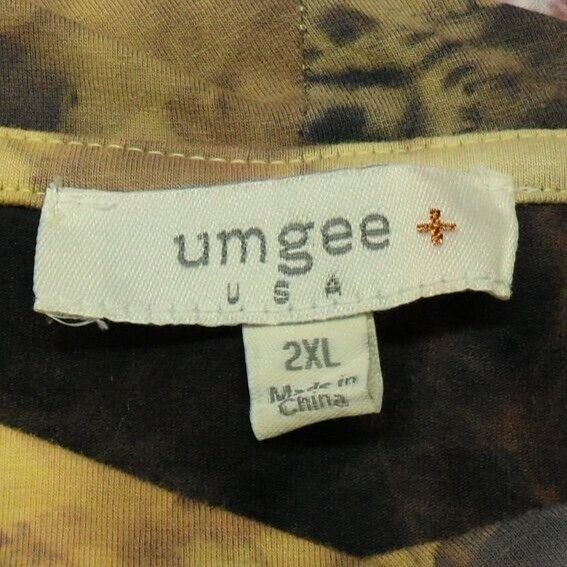 umgee +
USA
2XL
Made in
China